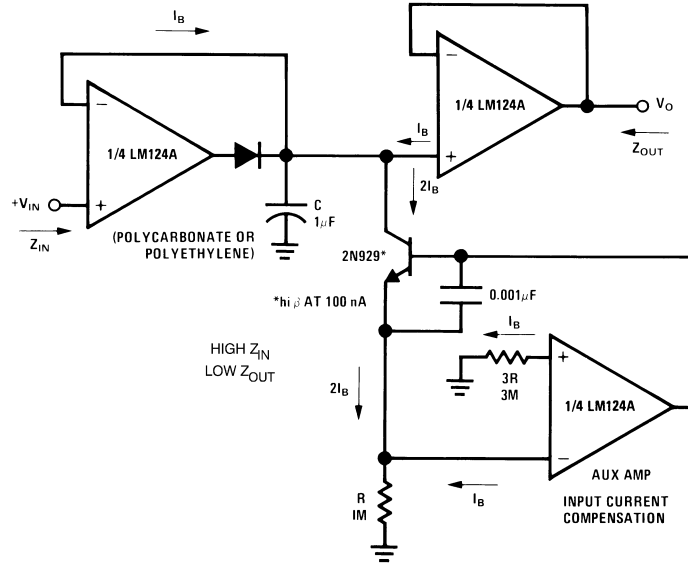 I_B
1/4 LM124A
−
+
+V_IN
Z_IN
C
1μF
(POLYCARBONATE OR
POLYETHYLENE)
1/4 LM124A
−
+
I_B
V_O
Z_OUT
2I_B
2N929*
*hi β AT 100 nA
0.001μF
HIGH Z_IN
LOW Z_OUT
2I_B
I_B
3R
3M
+
−
1/4 LM124A
I_B
R
1M
AUX AMP
INPUT CURRENT
COMPENSATION